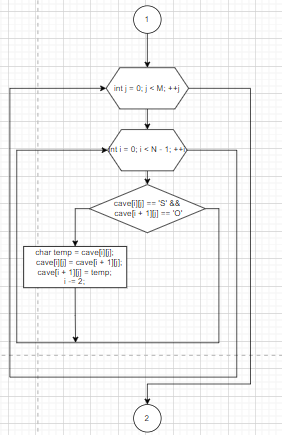 1
int j = 0; j < M; ++j
int i = 0; i < N - 1; ++i
cave[i][j] == 'S' &&
cave[i + 1][j] == 'O'
char temp = cave[i][j];
cave[i][j] = cave[i + 1][j];
cave[i + 1][j] = temp;
i -= 2;
2